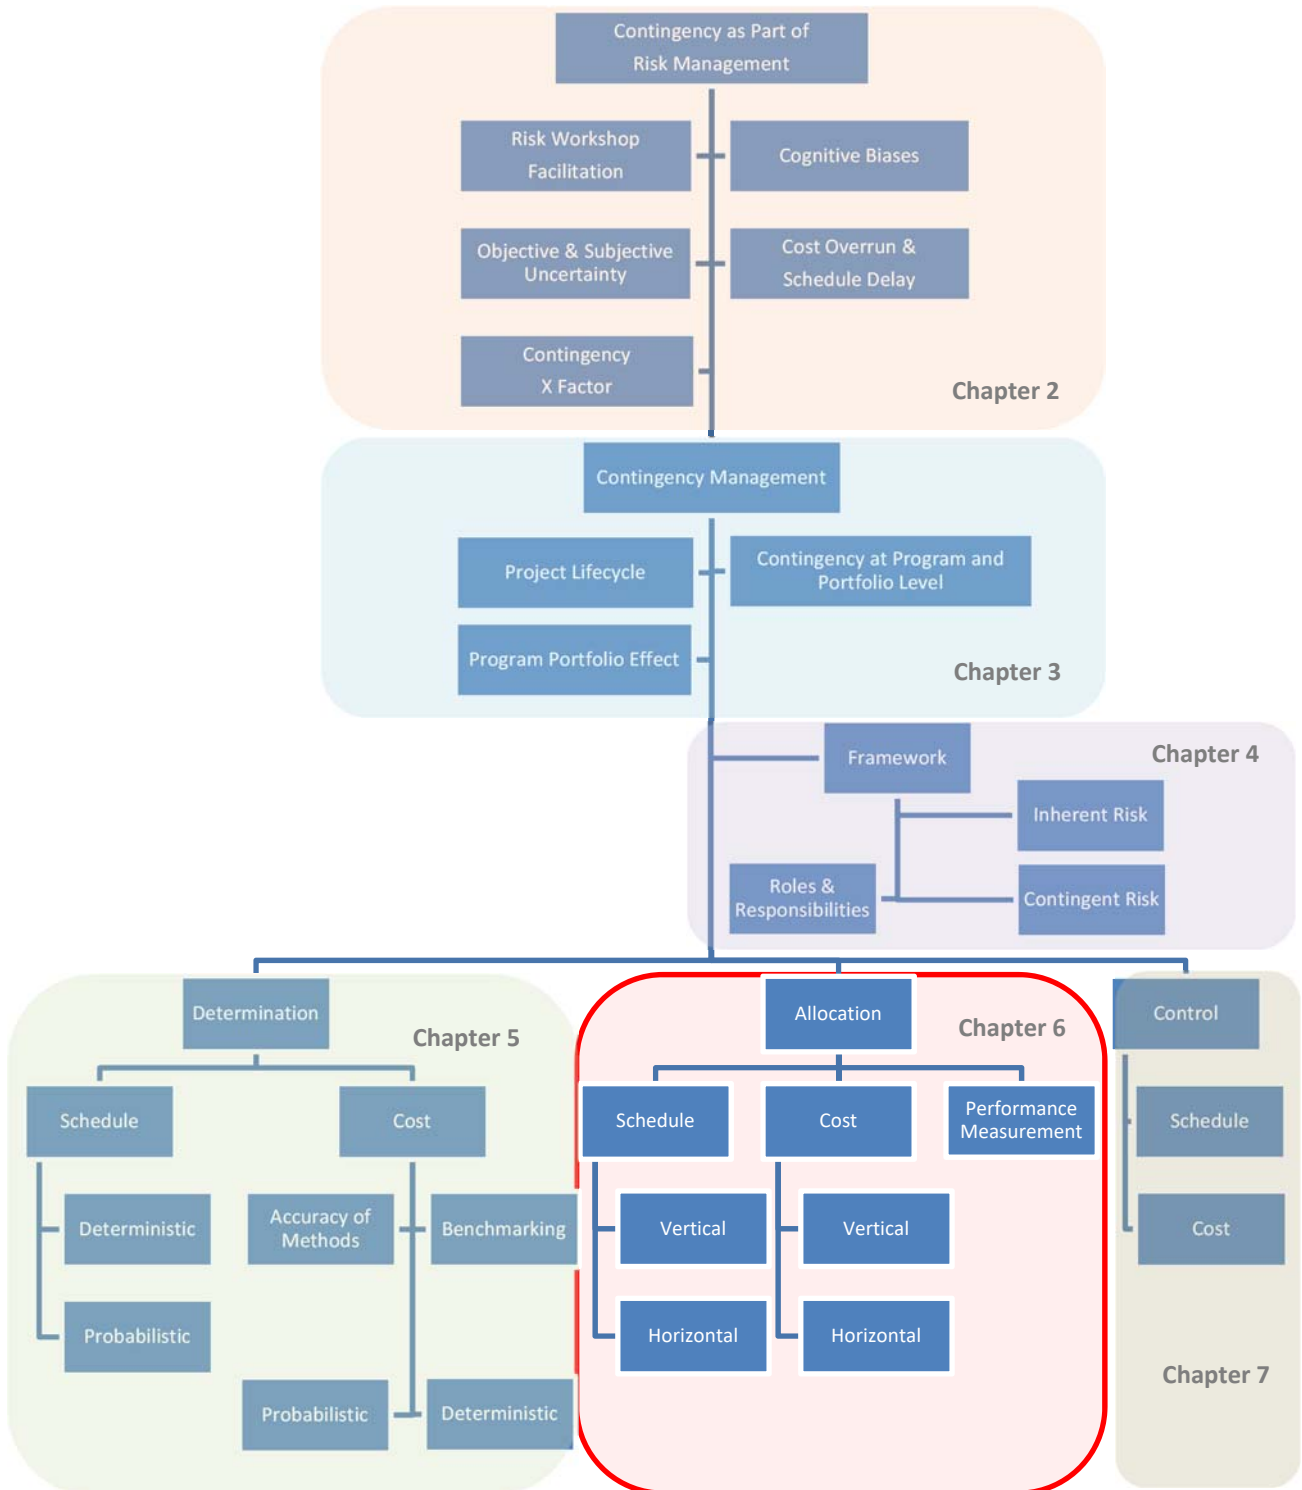 Contingency as Part of
Risk Management
Risk Workshop
Facilitation
Cognitive Biases
Objective & Subjective
Uncertainty
Cost Overrun &
Schedule Delay
Contingency
X Factor
Chapter 2
Contingency Management
Project Lifecycle
Contingency at Program and
Portfolio Level
Program Portfolio Effect
Chapter 3
Framework
Chapter 4
Inherent Risk
Roles &
Responsibilities
Contingent Risk
Determination
Chapter 5
Schedule
Cost
Deterministic
Accuracy of
Methods
Benchmarking
Probabilistic
Probabilistic
Deterministic
Allocation
Chapter 6
Schedule
Cost
Performance
Measurement
Vertical
Vertical
Horizontal
Horizontal
Control
Schedule
Cost
Chapter 7